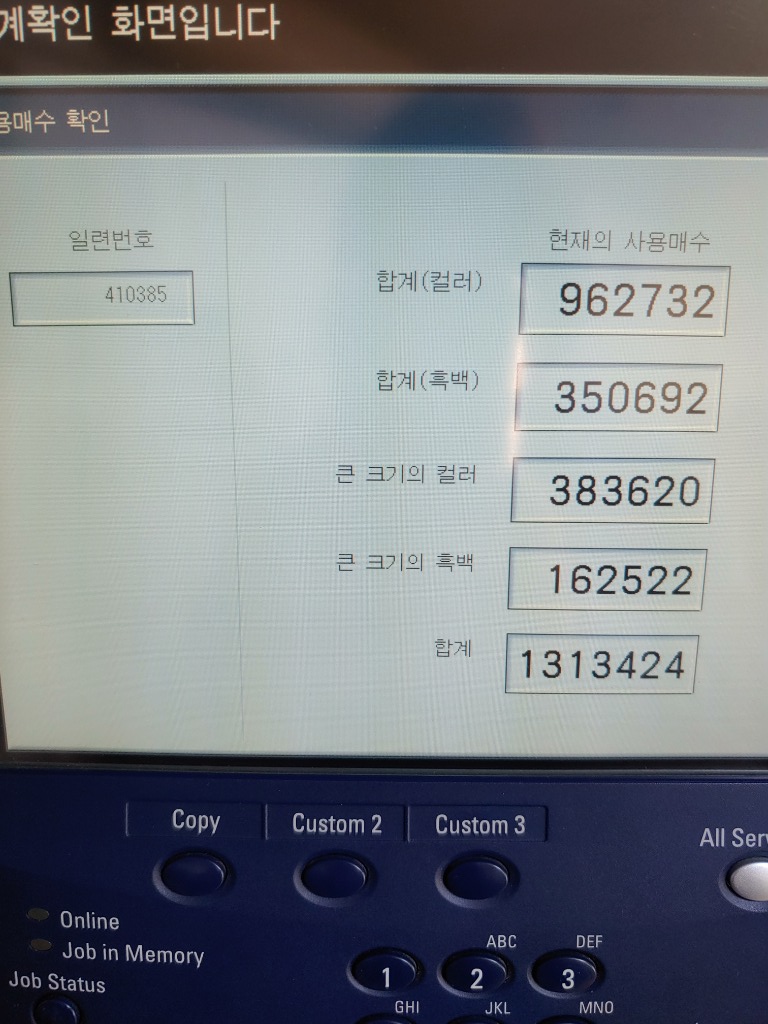 계확인 화면입니다
용매수 확인
일련번호
현재의 사용매수
410385
합계(컬러)
962732
합계(흑백)
350692
큰 크기의 컬러
383620
큰 크기의 흑백
162522
합계
1313424
Copy
Custom 2
Custom 3
All Serv
Online
Job in Memory
Job Status
ABC
DEF
1
2
3
GHI
JKL
MNO